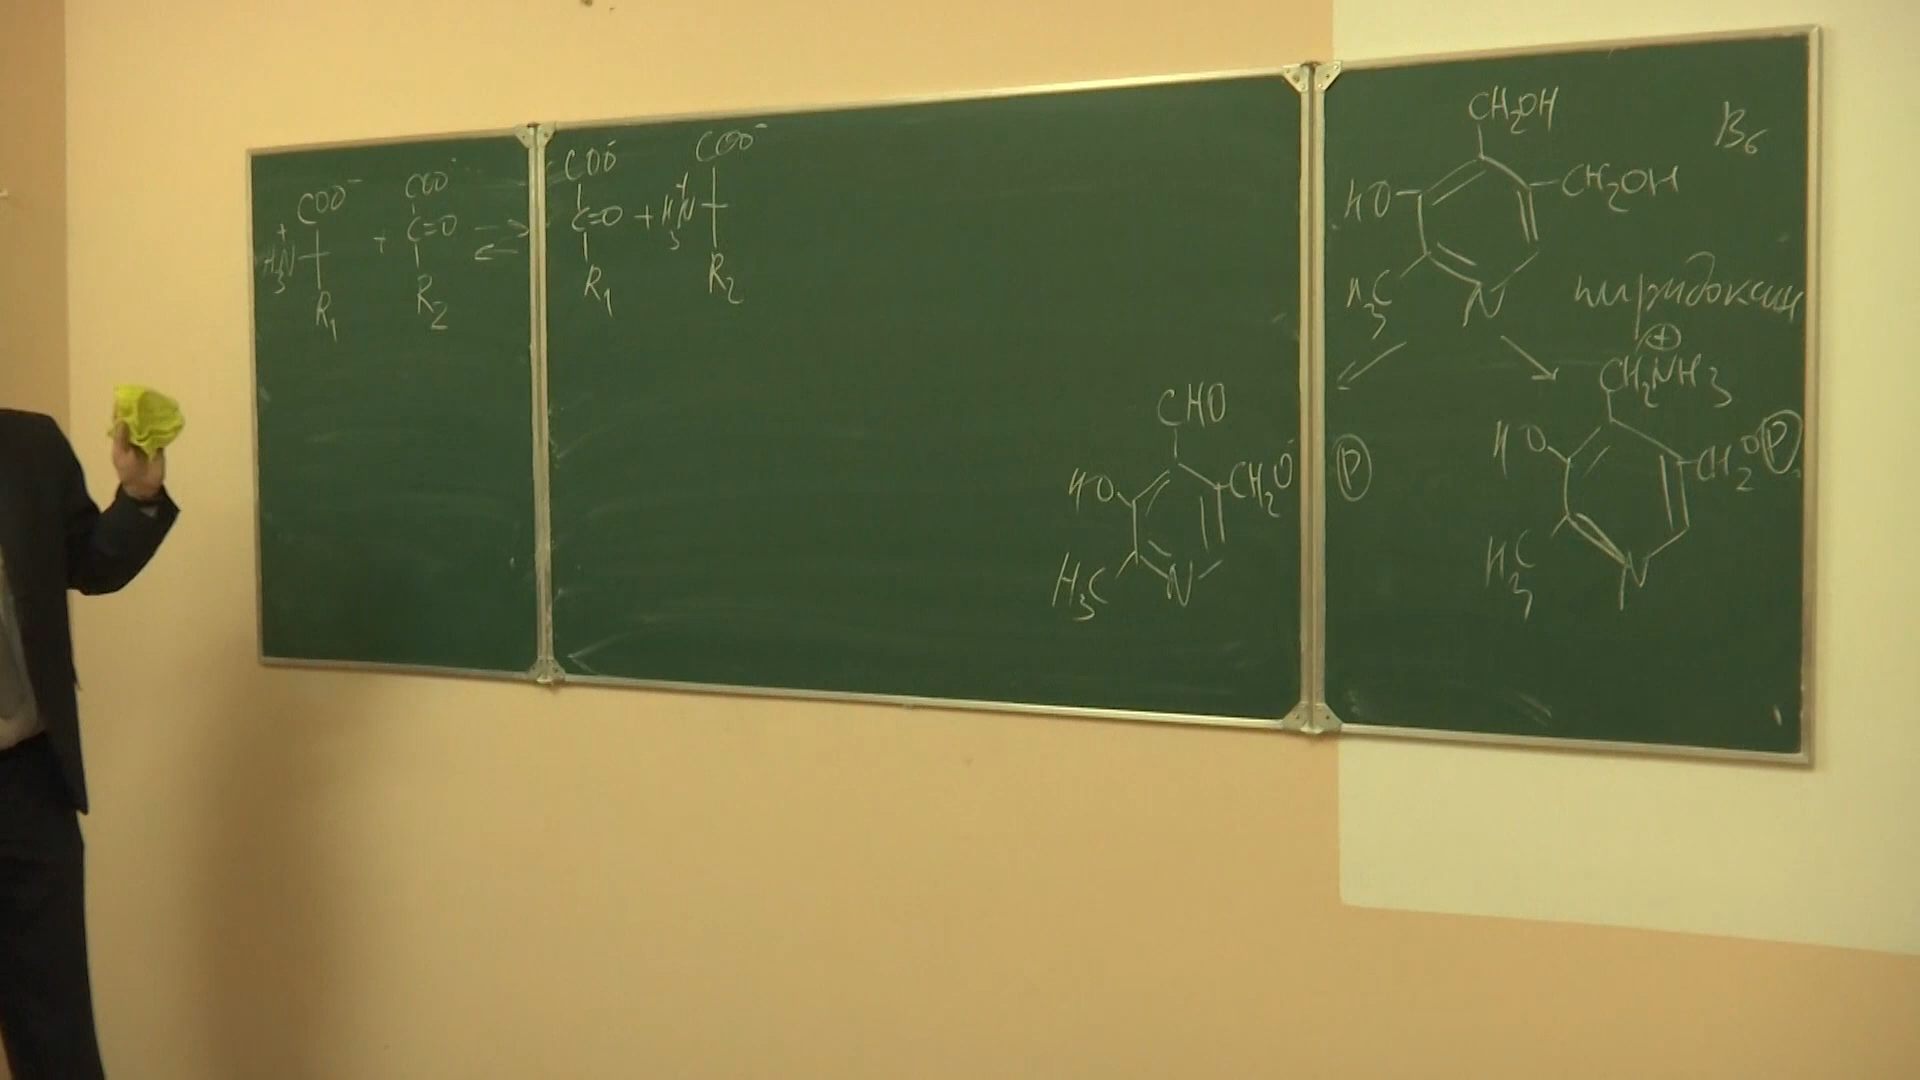 COO⁻
H₃N⁺
R₁
+
COO⁻
C=O
R₂
⇌
COO⁻
C=O
R₁
+
COO⁻
H₃N⁺
R₂
CH₂OH
B₆
HO
CH₂OH
H₃C
N
пиридоксин
CHO
HO
CH₂O
P
H₃C
N
⊕
CH₂NH₃
HO
CH₂O P
H₃C
N